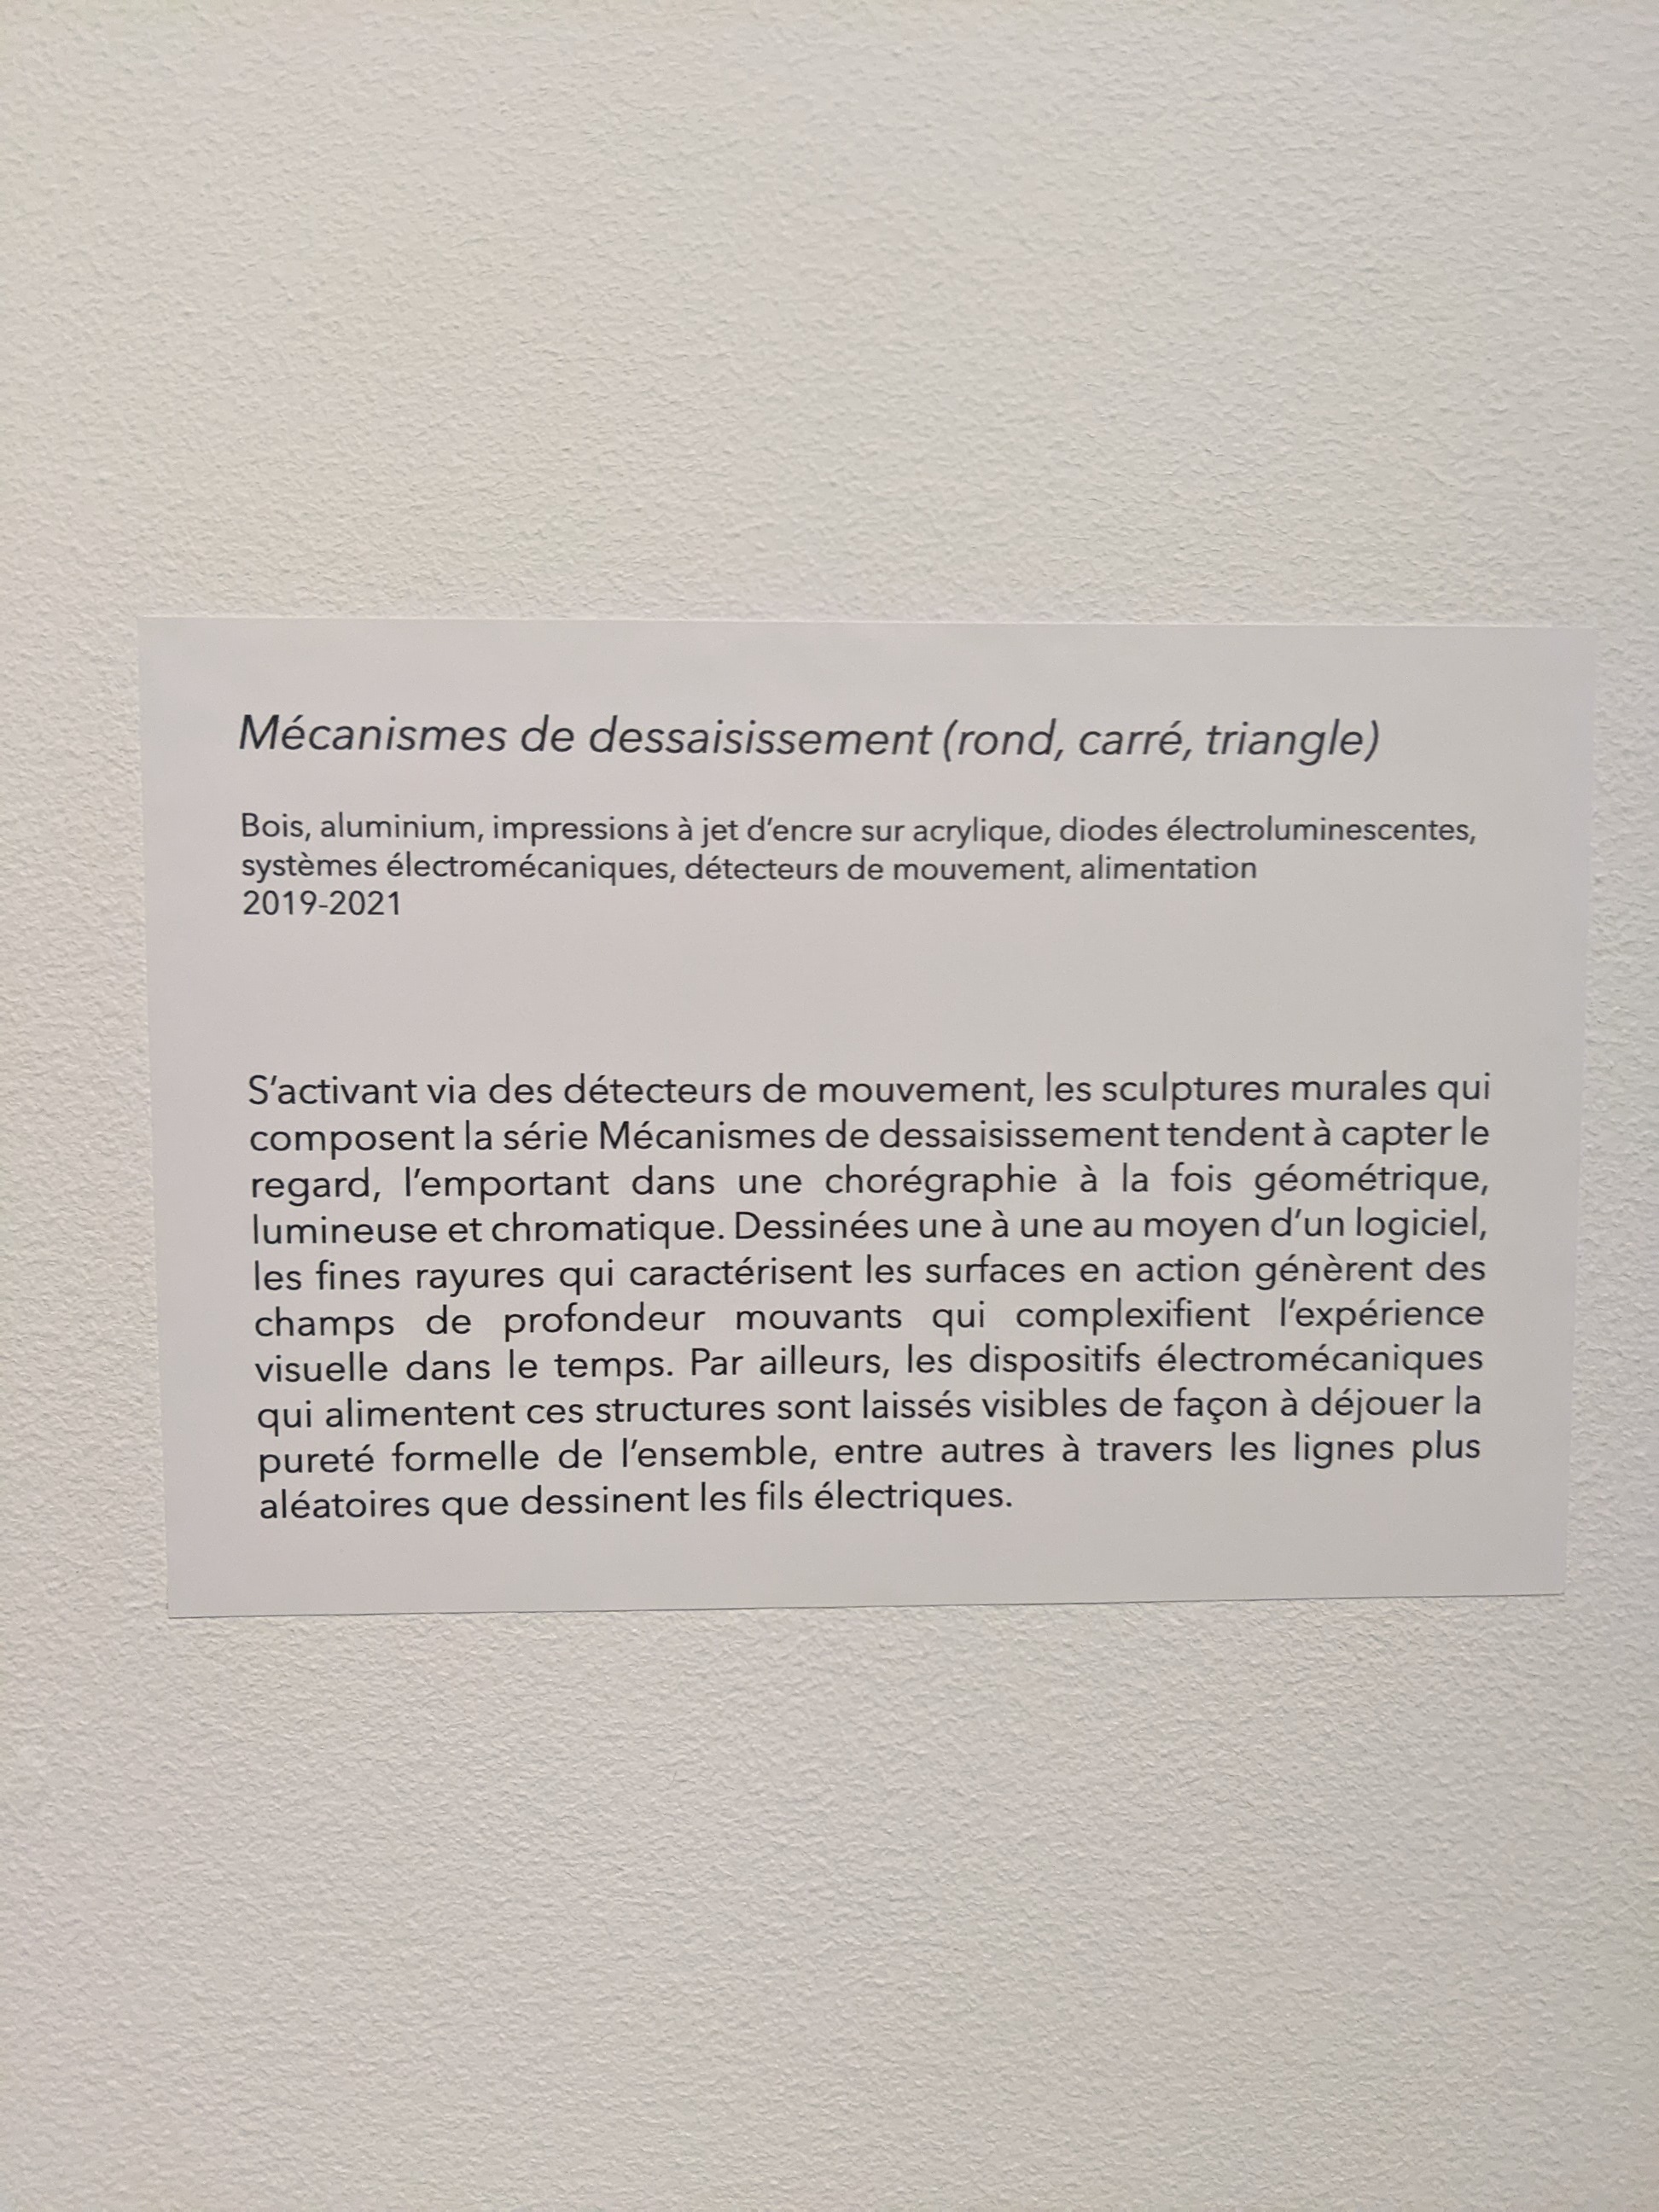 Mécanismes de dessaisissement (rond, carré, triangle)
Bois, aluminium, impressions à jet d'encre sur acrylique, diodes électroluminescentes,
systèmes électromécaniques, détecteurs de mouvement, alimentation
2019-2021
S'activant via des détecteurs de mouvement, les sculptures murales qui
composent la série Mécanismes de dessaisissement tendent à capter le
regard, l'emportant dans une chorégraphie à la fois géométrique,
lumineuse et chromatique. Dessinées une à une au moyen d'un logiciel,
les fines rayures qui caractérisent les surfaces en action génèrent des
champs de profondeur mouvants qui complexifient l'expérience
visuelle dans le temps. Par ailleurs, les dispositifs électromécaniques
qui alimentent ces structures sont laissés visibles de façon à déjouer la
pureté formelle de l'ensemble, entre autres à travers les lignes plus
aléatoires que dessinent les fils électriques.